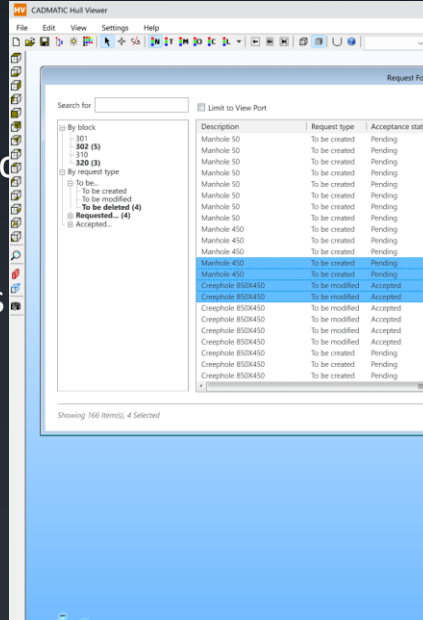 HV CADMATIC Hull Viewer
File Edit View Settings Help
N T M O C L
Request Fo
Search for
Limit to View Port
By block
301
302 (5)
310
320 (3)
By request type
To be...
To be created
To be modified
To be deleted (4)
Requested... (4)
Accepted...
Description Request type Acceptance stat
Manhole 50 To be created Pending
Manhole 50 To be created Pending
Manhole 50 To be created Pending
Manhole 50 To be created Pending
Manhole 50 To be created Pending
Manhole 50 To be created Pending
Manhole 50 To be created Pending
Manhole 50 To be created Pending
Manhole 450 To be created Pending
Manhole 450 To be created Pending
Manhole 450 To be created Pending
Manhole 450 To be created Pending
Manhole 450 To be created Pending
Creephole 850X450 To be modified Accepted
Creephole 850X450 To be modified Accepted
Creephole 850X450 To be modified Accepted
Creephole 850X450 To be modified Accepted
Creephole 850X450 To be modified Accepted
Creephole 850X450 To be modified Accepted
Creephole 850X450 To be created Pending
Creephole 850X450 To be created Pending
Creephole 850X450 To be created Pending
Showing 166 Item(s), 4 Selected